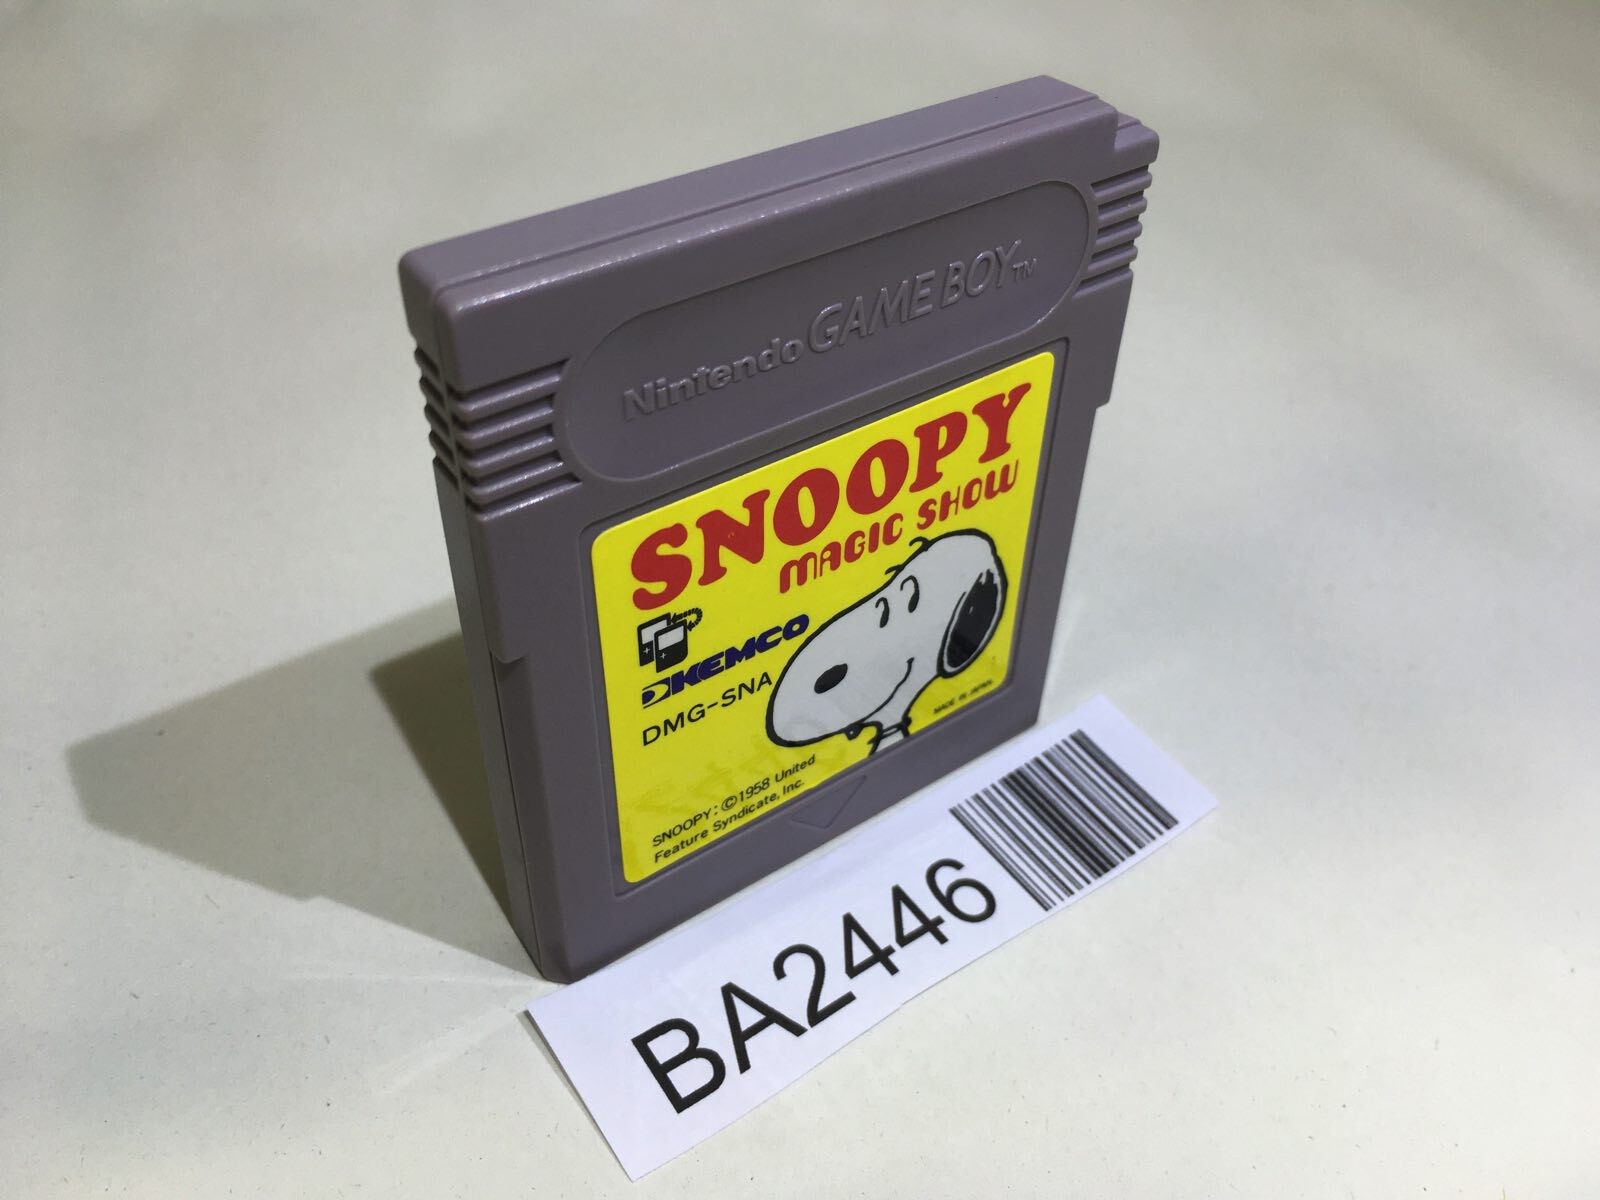 Nintendo GAME BOY™
SNOOPY
MAGIC SHOW
KEMCO
DMG-SNA
MADE IN JAPAN
SNOOPY: ©1958 United
Feature Syndicate, Inc.
BA2446